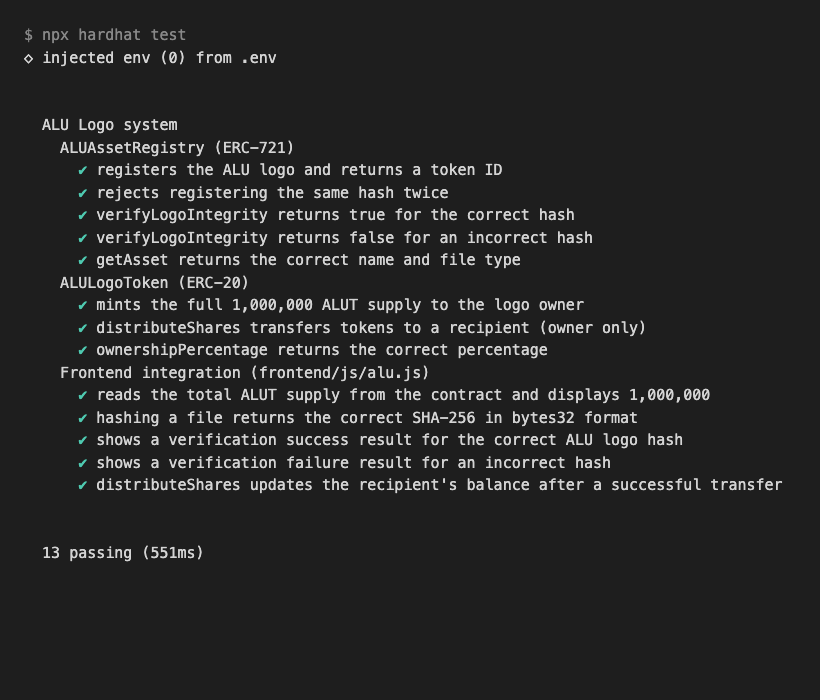 $ npx hardhat test
◇ injected env (0) from .env
ALU Logo system
ALUAssetRegistry (ERC-721)
✔ registers the ALU logo and returns a token ID
✔ rejects registering the same hash twice
✔ verifyLogoIntegrity returns true for the correct hash
✔ verifyLogoIntegrity returns false for an incorrect hash
✔ getAsset returns the correct name and file type
ALULogoToken (ERC-20)
✔ mints the full 1,000,000 ALUT supply to the logo owner
✔ distributeShares transfers tokens to a recipient (owner only)
✔ ownershipPercentage returns the correct percentage
Frontend integration (frontend/js/alu.js)
✔ reads the total ALUT supply from the contract and displays 1,000,000
✔ hashing a file returns the correct SHA-256 in bytes32 format
✔ shows a verification success result for the correct ALU logo hash
✔ shows a verification failure result for an incorrect hash
✔ distributeShares updates the recipient's balance after a successful transfer
13 passing (551ms)